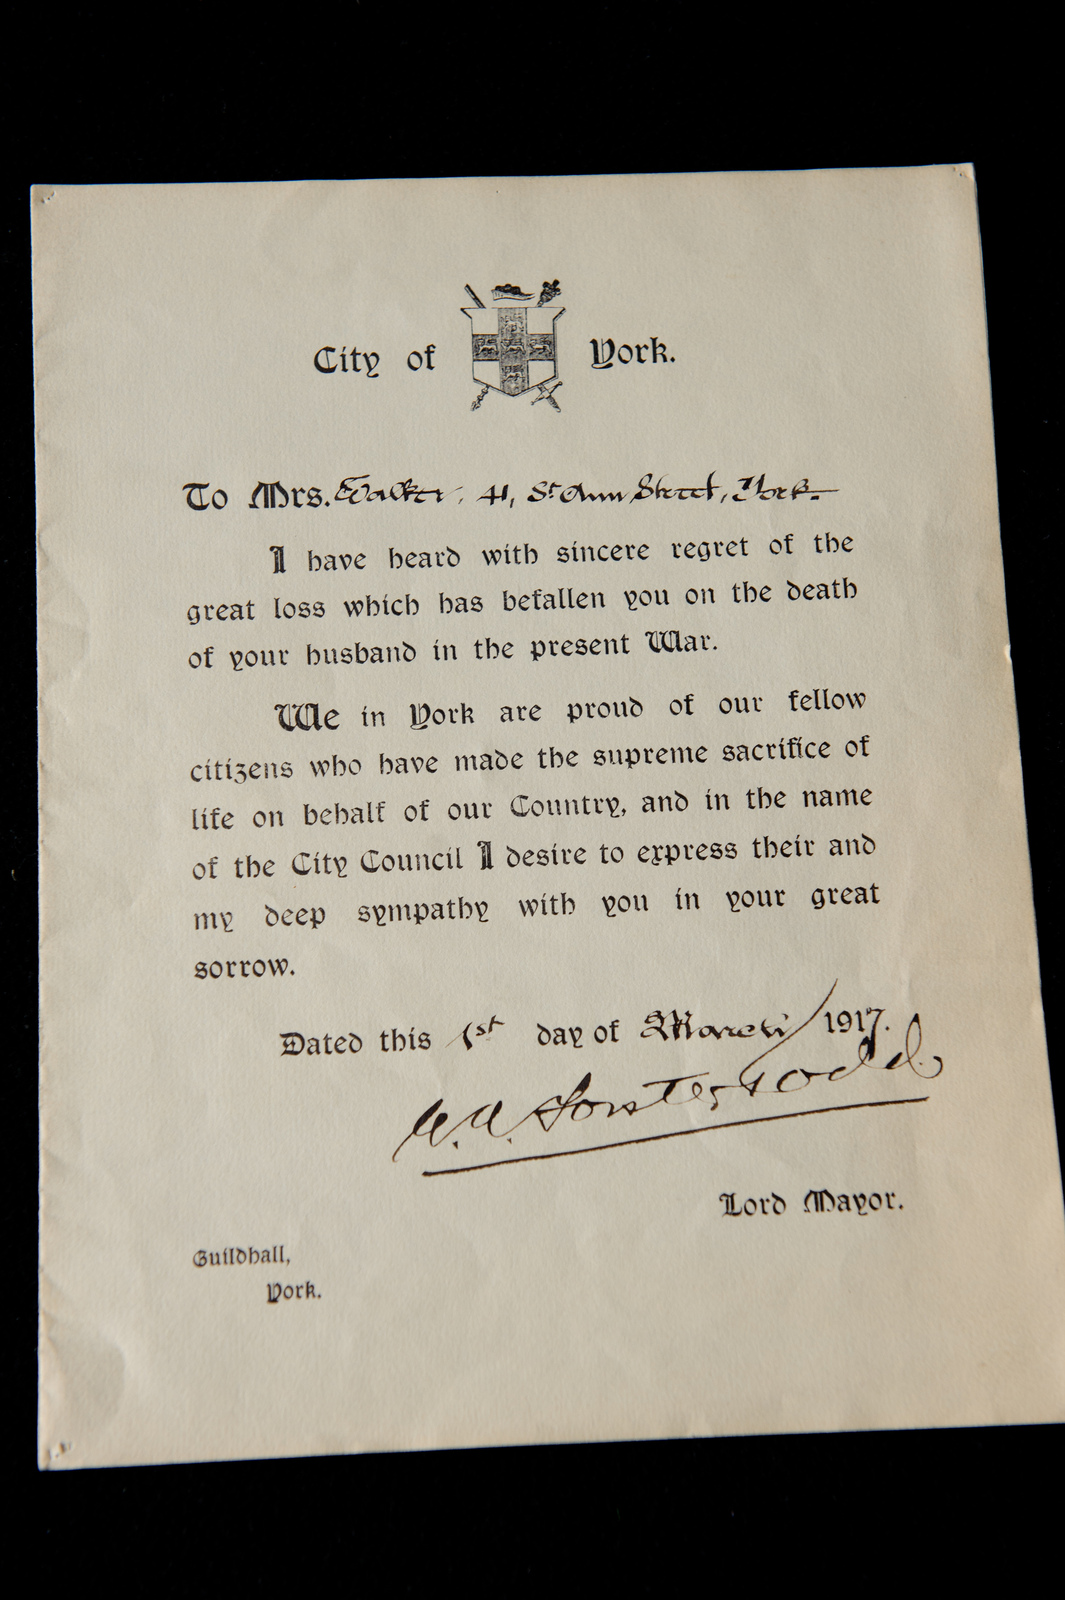 City of York.
To Mrs. Walker, 41, St Ann Street, York.
I have heard with sincere regret of the
great loss which has befallen you on the death
of your husband in the present War.
We in York are proud of our fellow
citizens who have made the supreme sacrifice of
life on behalf of our Country, and in the name
of the City Council I desire to express their and
my deep sympathy with you in your great
sorrow.
Dated this 1st day of March 1917.
W. A. Forster Todd
Lord Mayor.
Guildhall,
York.